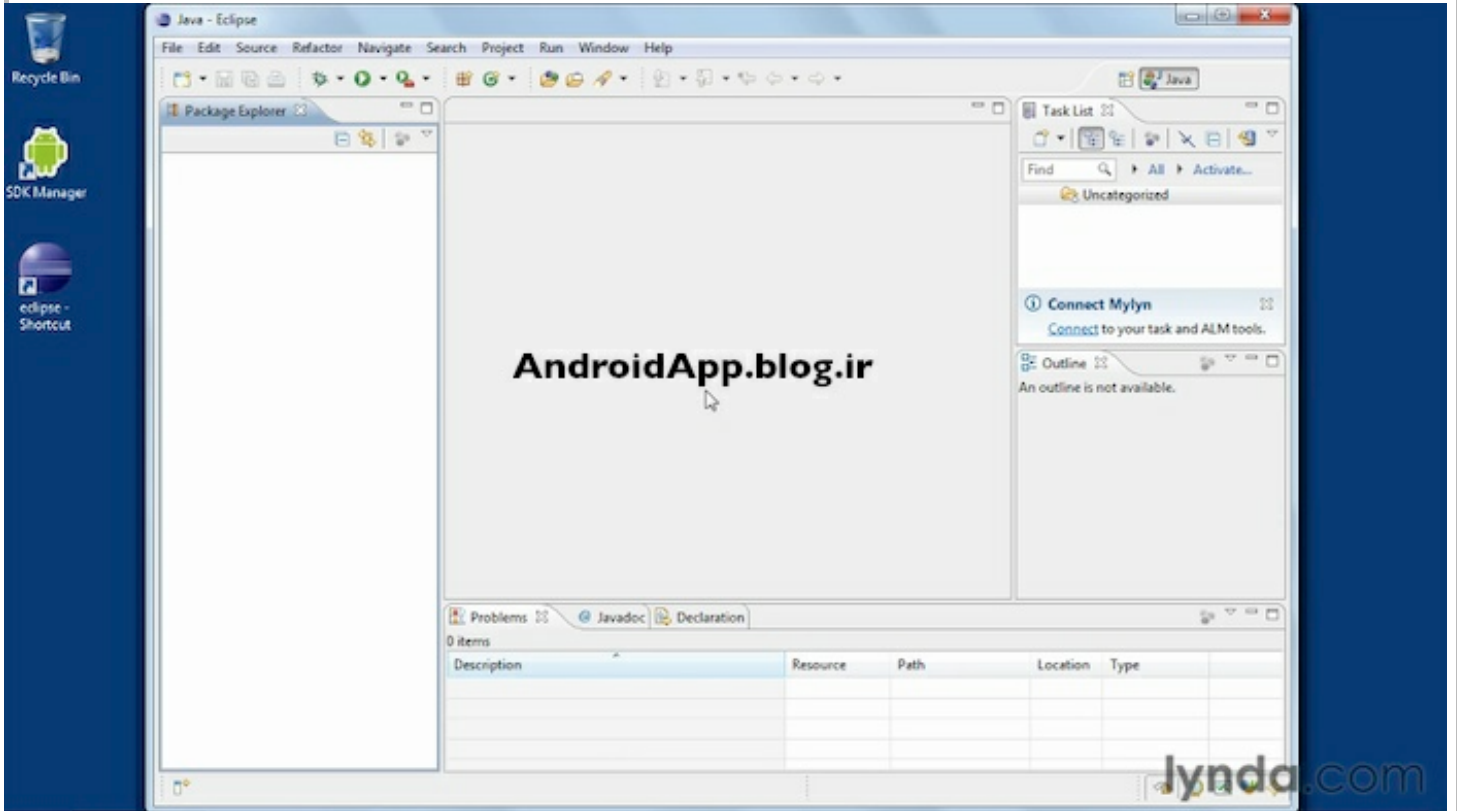 Recycle Bin
SDK Manager
eclipse -
Shortcut
Java - Eclipse
File Edit Source Refactor Navigate Search Project Run Window Help
Java
Package Explorer
Task List
Find All Activate...
Uncategorized
Connect Mylyn
Connect to your task and ALM tools.
Outline
An outline is not available.
AndroidApp.blog.ir
Problems Javadoc Declaration
0 items
Description Resource Path Location Type
lynda.com